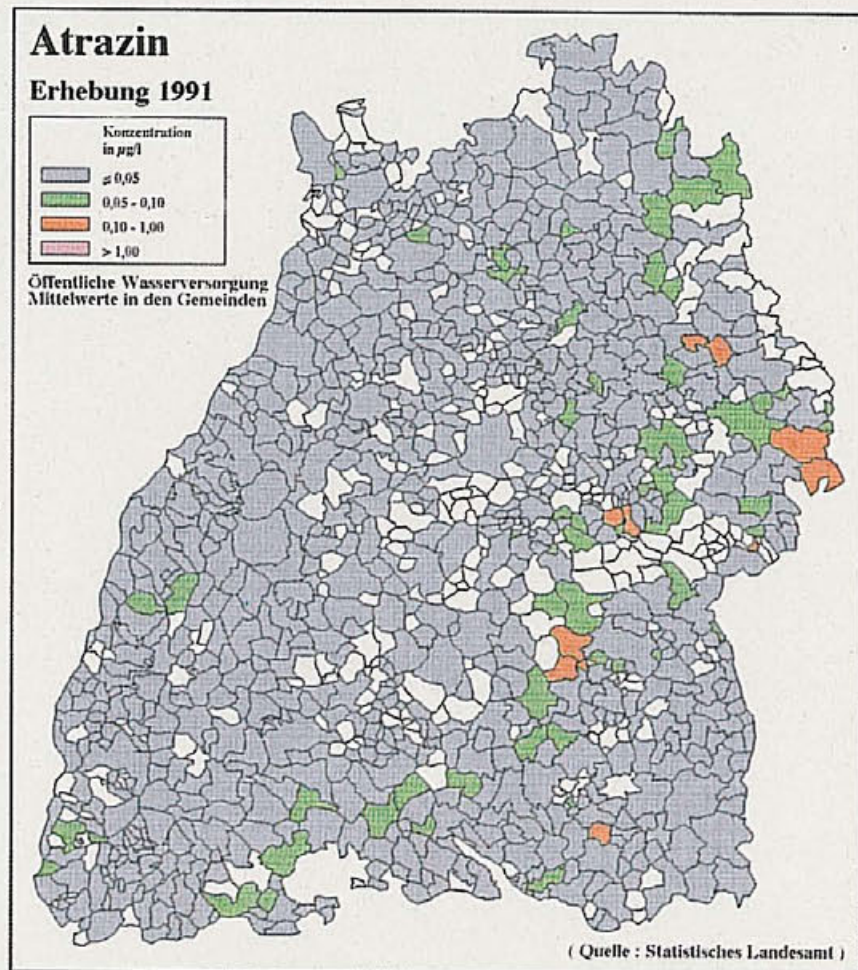 Atrazin
Erhebung 1991
Konzentration
in µg/l
≤ 0,05
0,05 - 0,10
0,10 - 1,00
> 1,00
Öffentliche Wasserversorgung
Mittelwerte in den Gemeinden
( Quelle : Statistisches Landesamt )